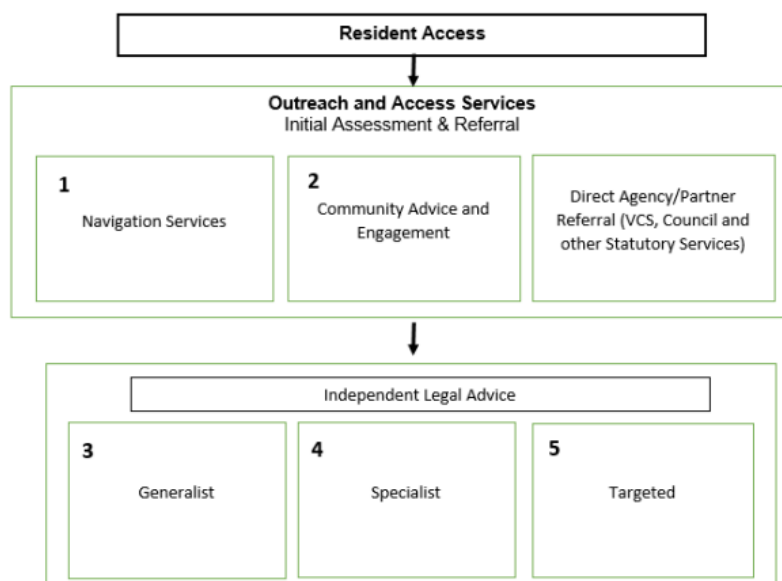 Resident Access
Outreach and Access Services
Initial Assessment & Referral
1
Navigation Services
2
Community Advice and
Engagement
Direct Agency/Partner
Referral (VCS, Council and
other Statutory Services)
Independent Legal Advice
3
Generalist
4
Specialist
5
Targeted